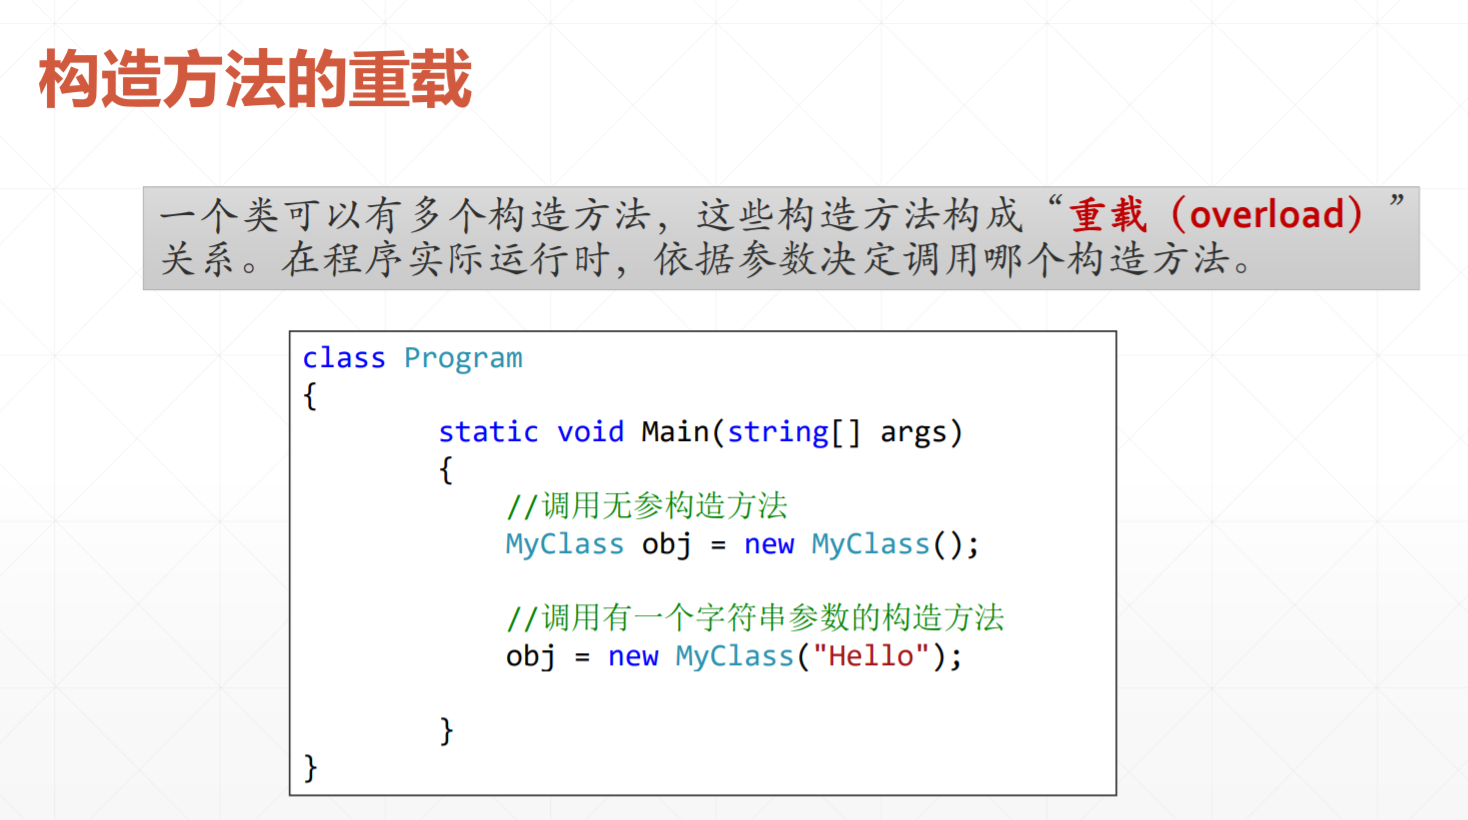 构造方法的重载
一个类可以有多个构造方法，这些构造方法构成“重载（overload）”
关系。在程序实际运行时，依据参数决定调用哪个构造方法。
class Program
{
static void Main(string[] args)
{
//调用无参构造方法
MyClass obj = new MyClass();
//调用有一个字符串参数的构造方法
obj = new MyClass("Hello");
}
}